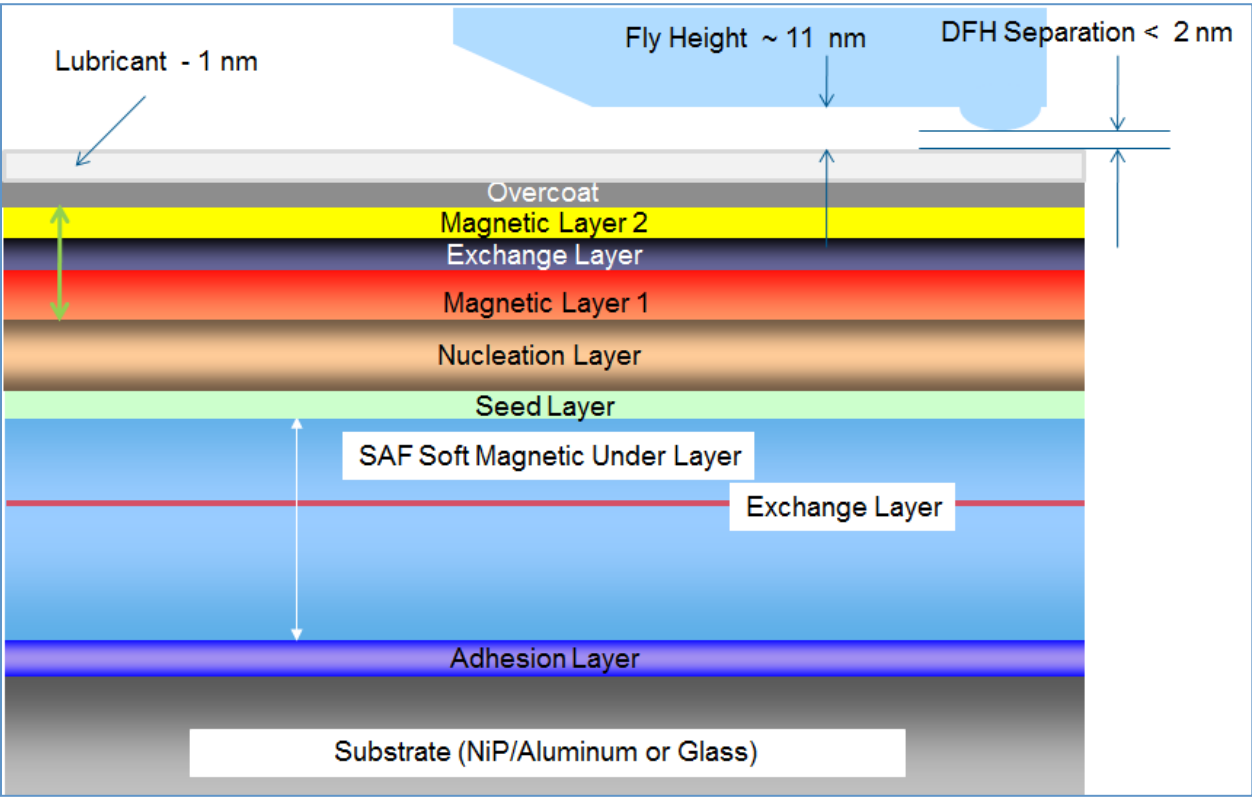 Fly Height ~ 11 nm
DFH Separation < 2 nm
Lubricant - 1 nm
Overcoat
Magnetic Layer 2
Exchange Layer
Magnetic Layer 1
Nucleation Layer
Seed Layer
SAF Soft Magnetic Under Layer
Exchange Layer
Adhesion Layer
Substrate (NiP/Aluminum or Glass)